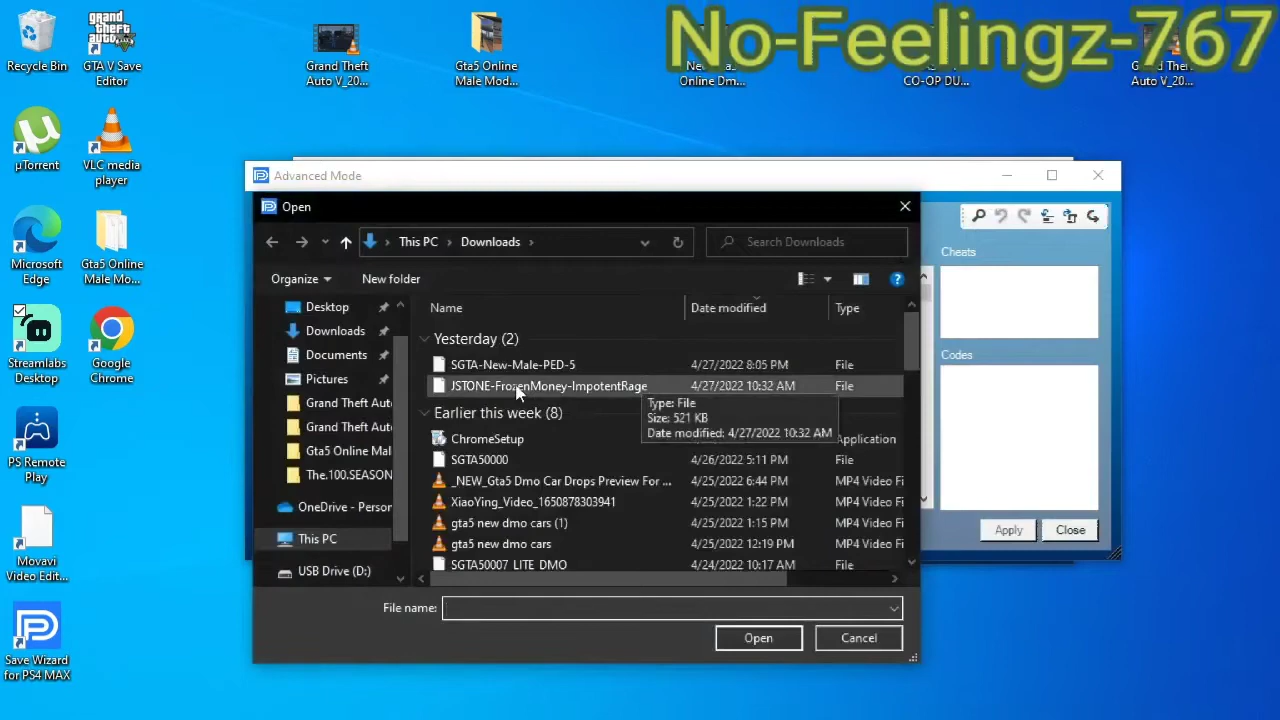 No-Feelingz-767
Recycle Bin
GTA V Save
Editor
Grand Theft
Auto V_20...
Gta5 Online
Male Mod...
Online Dm...
CO-OP DU...
Grand Theft
Auto V_20...
µTorrent
VLC media
player
Microsoft
Edge
Gta5 Online
Male Mo...
Streamlabs
Desktop
Google
Chrome
PS Remote
Play
Movavi
Video Edit...
Save Wizard
for PS4 MAX
Advanced Mode
Open
This PC
Downloads
Search Downloads
Organize
New folder
Desktop
Downloads
Documents
Pictures
Grand Theft Aut
Grand Theft Aut
Gta5 Online Mal
The.100.SEASON
OneDrive - Person
This PC
USB Drive (D:)
Name
Date modified
Type
Yesterday (2)
SGTA-New-Male-PED-5
4/27/2022 8:05 PM
File
JSTONE-FrozenMoney-ImpotentRage
4/27/2022 10:32 AM
File
Type: File
Size: 521 KB
Date modified: 4/27/2022 10:32 AM
Earlier this week (8)
ChromeSetup
Application
SGTA50000
4/26/2022 5:11 PM
File
_NEW_Gta5 Dmo Car Drops Preview For ...
4/25/2022 6:44 PM
MP4 Video Fi
XiaoYing_Video_1650878303941
4/25/2022 1:22 PM
MP4 Video Fi
gta5 new dmo cars (1)
4/25/2022 1:15 PM
MP4 Video Fi
gta5 new dmo cars
4/25/2022 12:19 PM
MP4 Video Fi
SGTA50007 LITE DMO
4/24/2022 10:17 AM
File
File name:
Open
Cancel
Cheats
Codes
Apply
Close